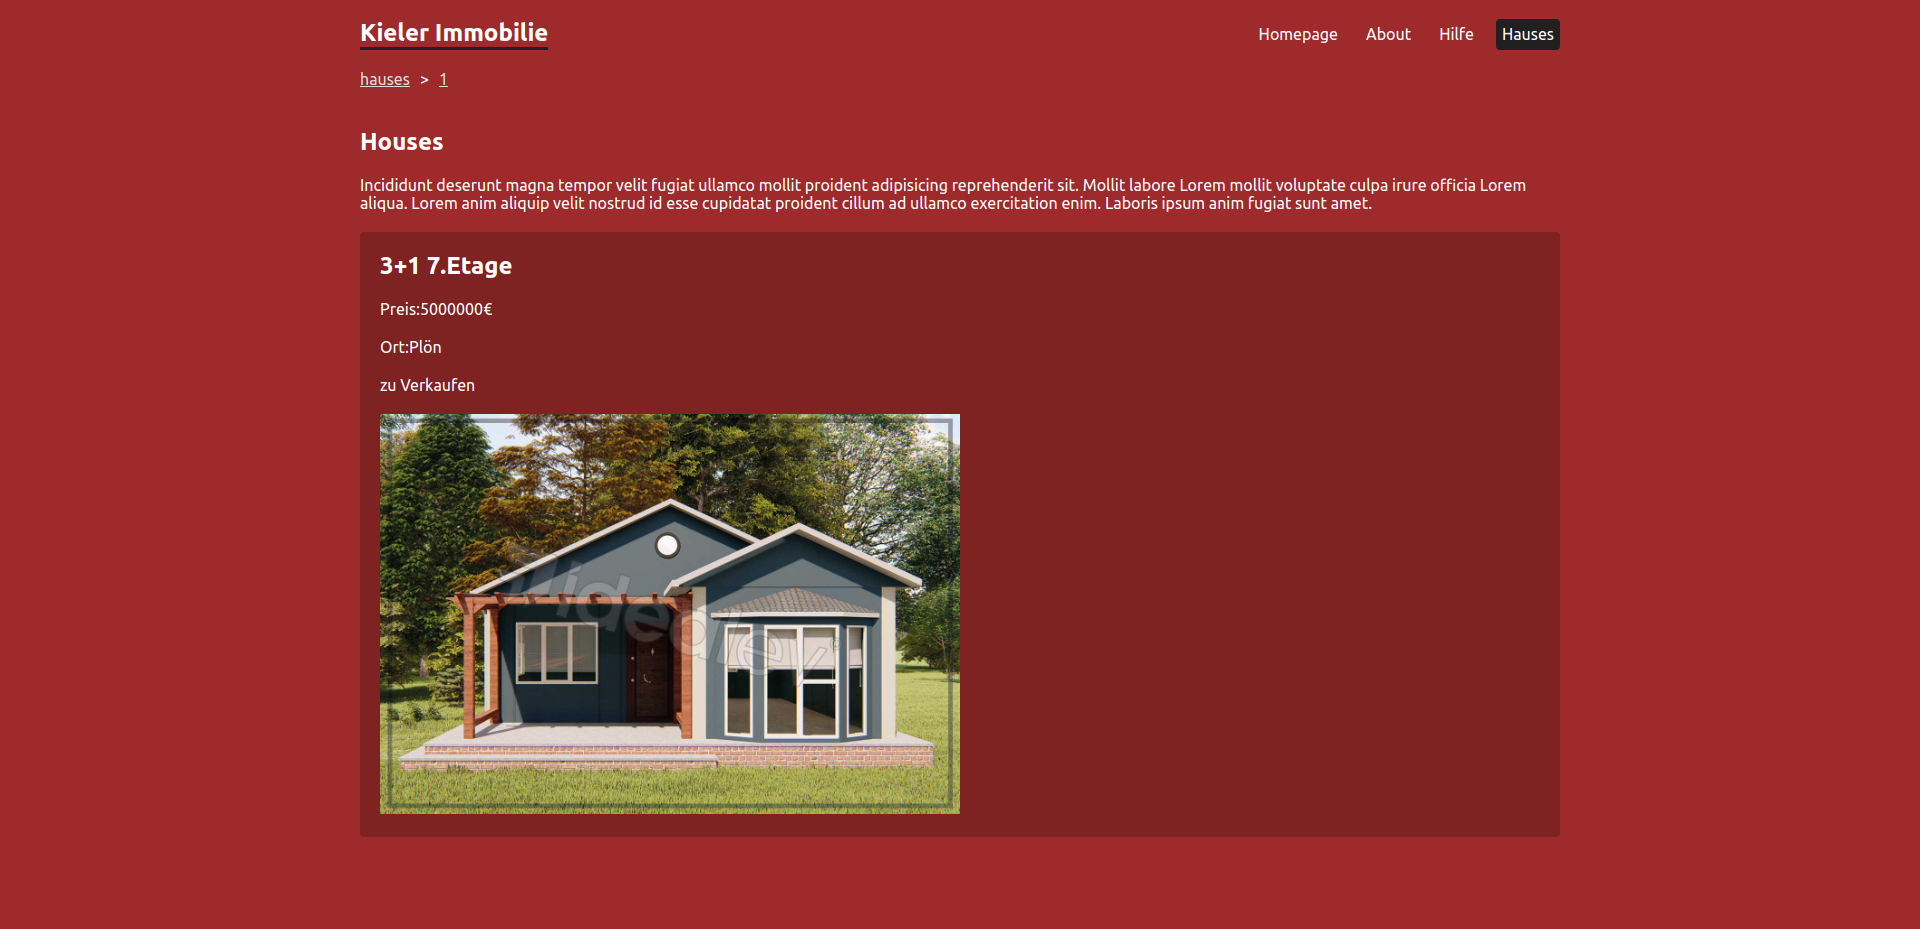 Kieler Immobilie
Homepage About Hilfe Hauses
hauses > 1
Houses
Incididunt deserunt magna tempor velit fugiat ullamco mollit proident adipisicing reprehenderit sit. Mollit labore Lorem mollit voluptate culpa irure officia Lorem
aliqua. Lorem anim aliquip velit nostrud id esse cupidatat proident cillum ad ullamco exercitation enim. Laboris ipsum anim fugiat sunt amet.
3+1 7.Etage
Preis:5000000€
Ort:Plön
zu Verkaufen